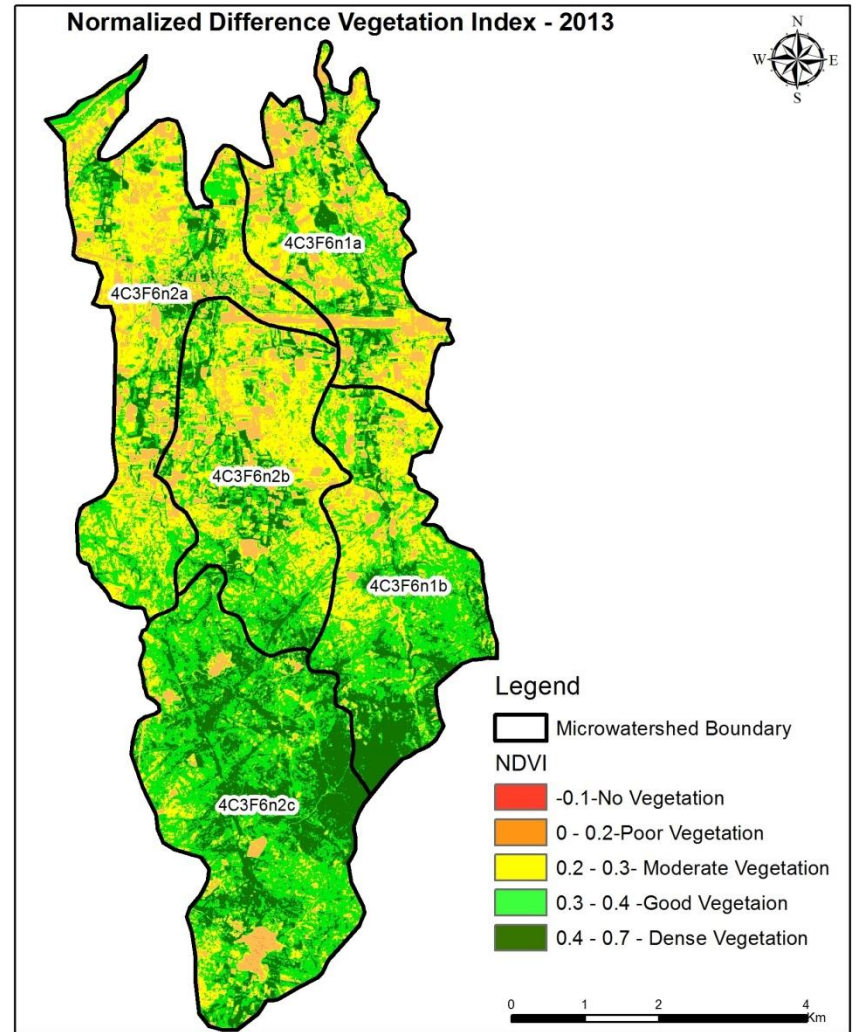 Normalized Difference Vegetation Index - 2013
N
W
E
S
4C3F6n1a
4C3F6n2a
4C3F6n2b
4C3F6n1b
4C3F6n2c
Legend
Microwatershed Boundary
NDVI
-0.1-No Vegetation
0 - 0.2-Poor Vegetation
0.2 - 0.3- Moderate Vegetation
0.3 - 0.4 -Good Vegetaion
0.4 - 0.7 - Dense Vegetation
0 1 2 4
Km